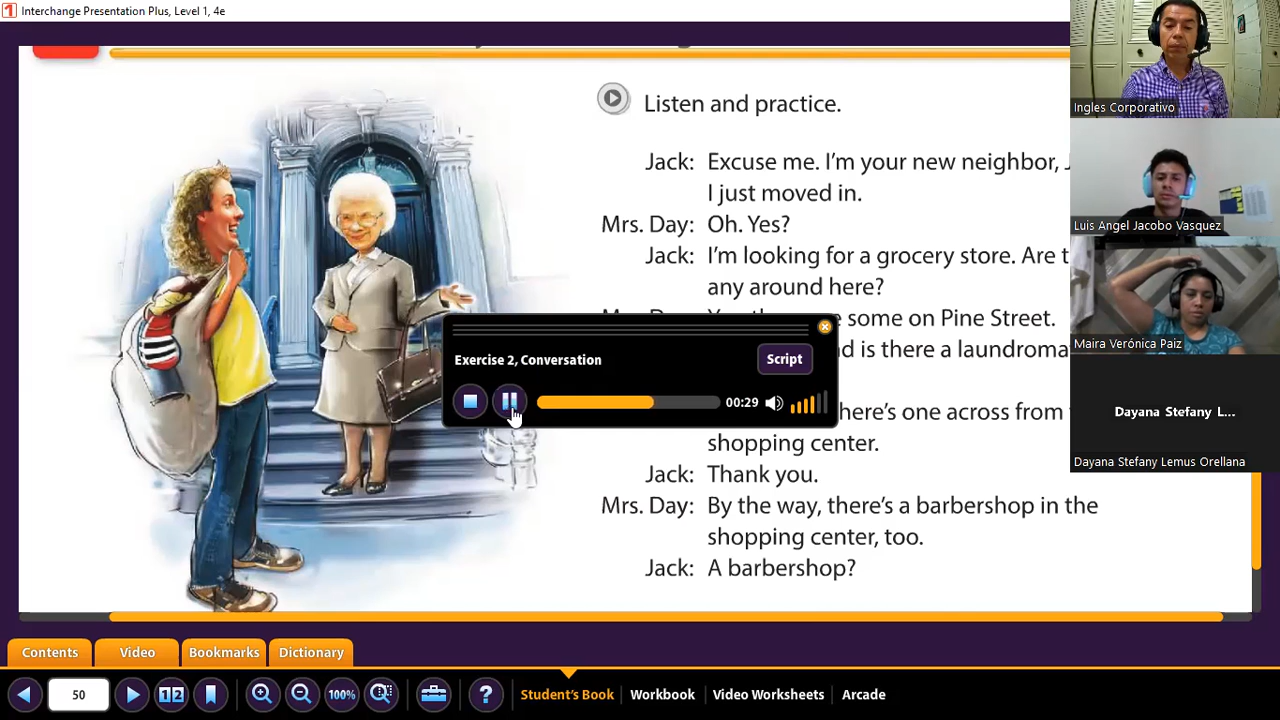 Interchange Presentation Plus, Level 1, 4e
Listen and practice.
Jack: Excuse me. I'm your new neighbor,
I just moved in.
Mrs. Day: Oh. Yes?
Jack: I'm looking for a grocery store. Are
any around here?
some on Pine Street.
is there a
here's one across from
shopping center.
Jack: Thank you.
Mrs. Day: By the way, there's a barbershop in the
shopping center, too.
Jack: A barbershop?
Exercise 2, Conversation
Script
00:29
Ingles Corporativo
Luis Angel Jacobo Vasquez
Maira Verónica Paiz
Dayana Stefany L...
Dayana Stefany Lemus Orellana
Contents
Video
Bookmarks
Dictionary
50
12
100%
?
Student's Book
Workbook
Video Worksheets
Arcade